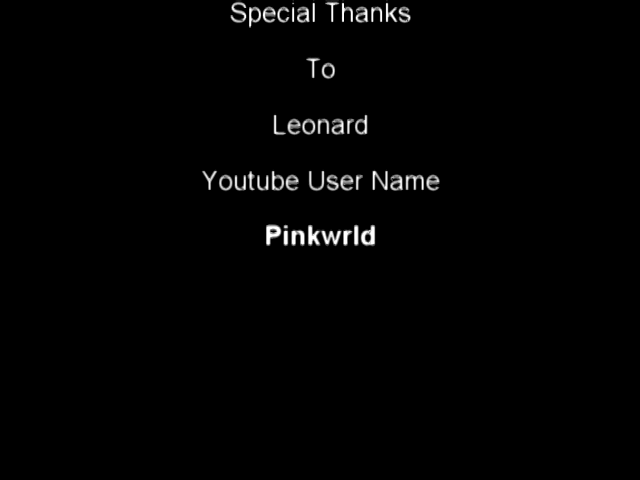 Special Thanks
To
Leonard
Youtube User Name
Pinkwrld